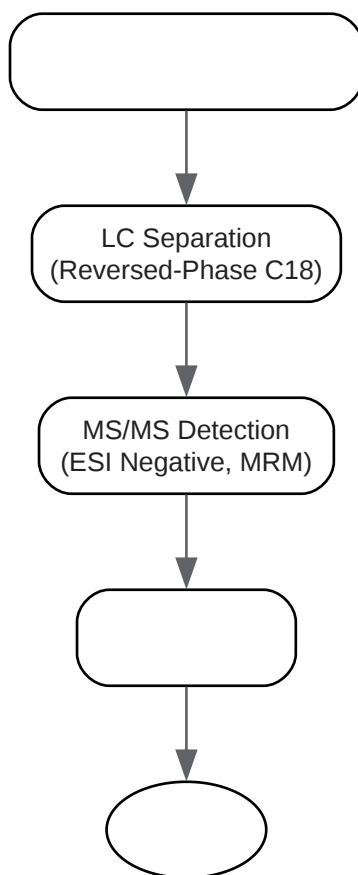 LC Separation
(Reversed-Phase C18)
MS/MS Detection
(ESI Negative, MRM)